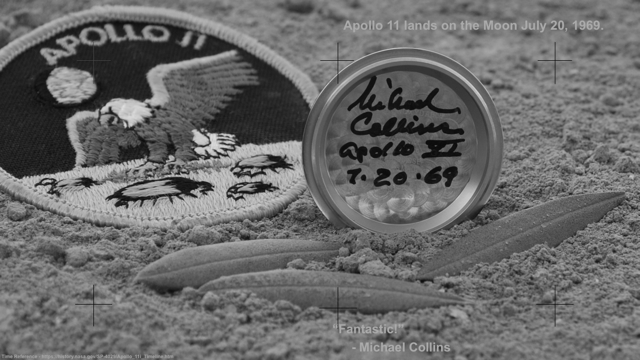 Apollo 11 lands on the Moon July 20, 1969.
APOLLO 11
Michael
Collins
Apollo XI
7.20.69
"Fantastic!"
- Michael Collins